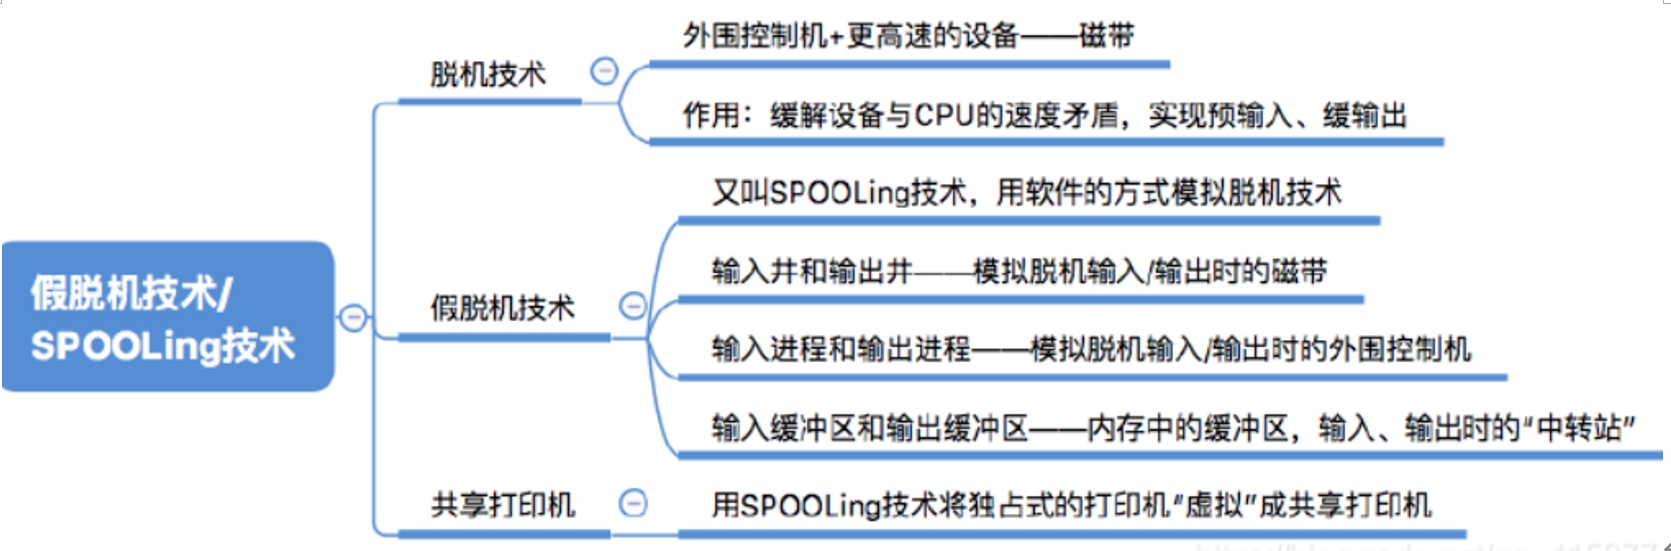 外围控制机+更高速的设备——磁带
脱机技术
作用：缓解设备与CPU的速度矛盾，实现预输入、缓输出
又叫SPOOLing技术，用软件的方式模拟脱机技术
输入井和输出井——模拟脱机输入/输出时的磁带
假脱机技术/
SPOOLing技术
假脱机技术
输入进程和输出进程——模拟脱机输入/输出时的外围控制机
输入缓冲区和输出缓冲区——内存中的缓冲区，输入、输出时的“中转站”
共享打印机
用SPOOLing技术将独占式的打印机“虚拟”成共享打印机